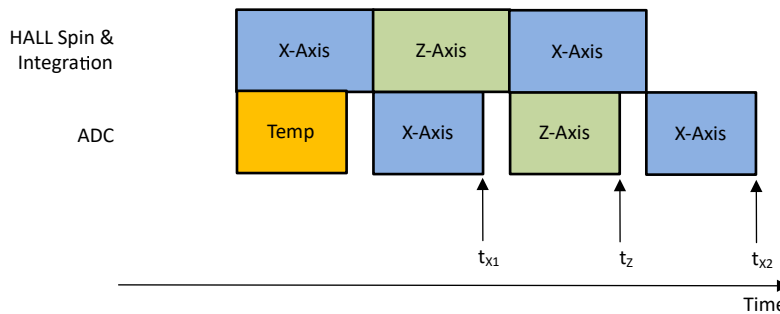 HALL Spin &
Integration
X-Axis
Z-Axis
X-Axis
ADC
Temp
X-Axis
Z-Axis
X-Axis
tX1
tZ
tX2
Time